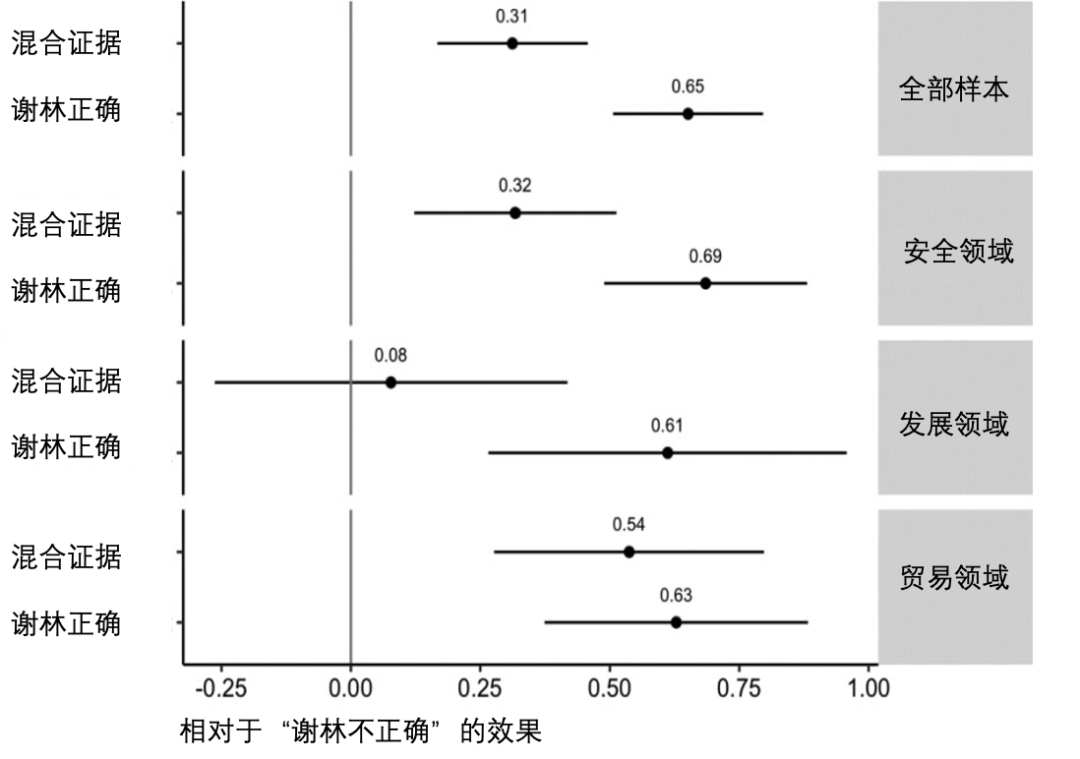 0.31
混合证据
0.65
谢林正确
全部样本
0.32
混合证据
0.69
谢林正确
安全领域
0.08
混合证据
0.61
谢林正确
发展领域
0.54
混合证据
0.63
谢林正确
贸易领域
-0.25 0.00 0.25 0.50 0.75 1.00
相对于 “谢林不正确” 的效果